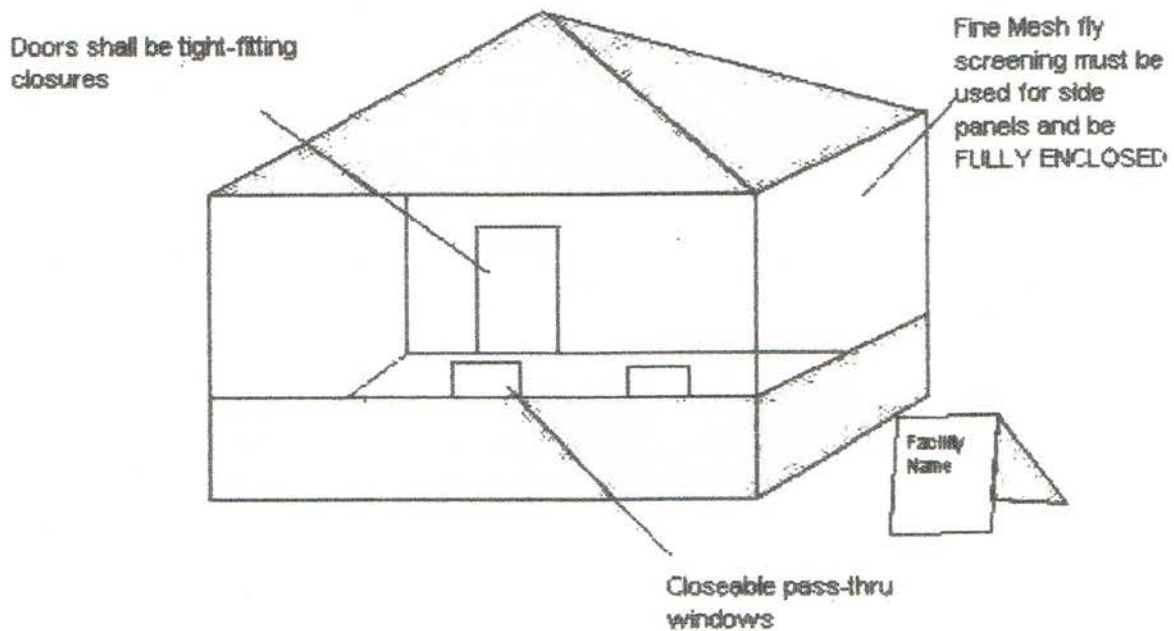 Doors shall be tight-fitting
closures
Fine Mesh fly
screening must be
used for side
panels and be
FULLY ENCLOSED
Facility
Name
Closeable pass-thru
windows